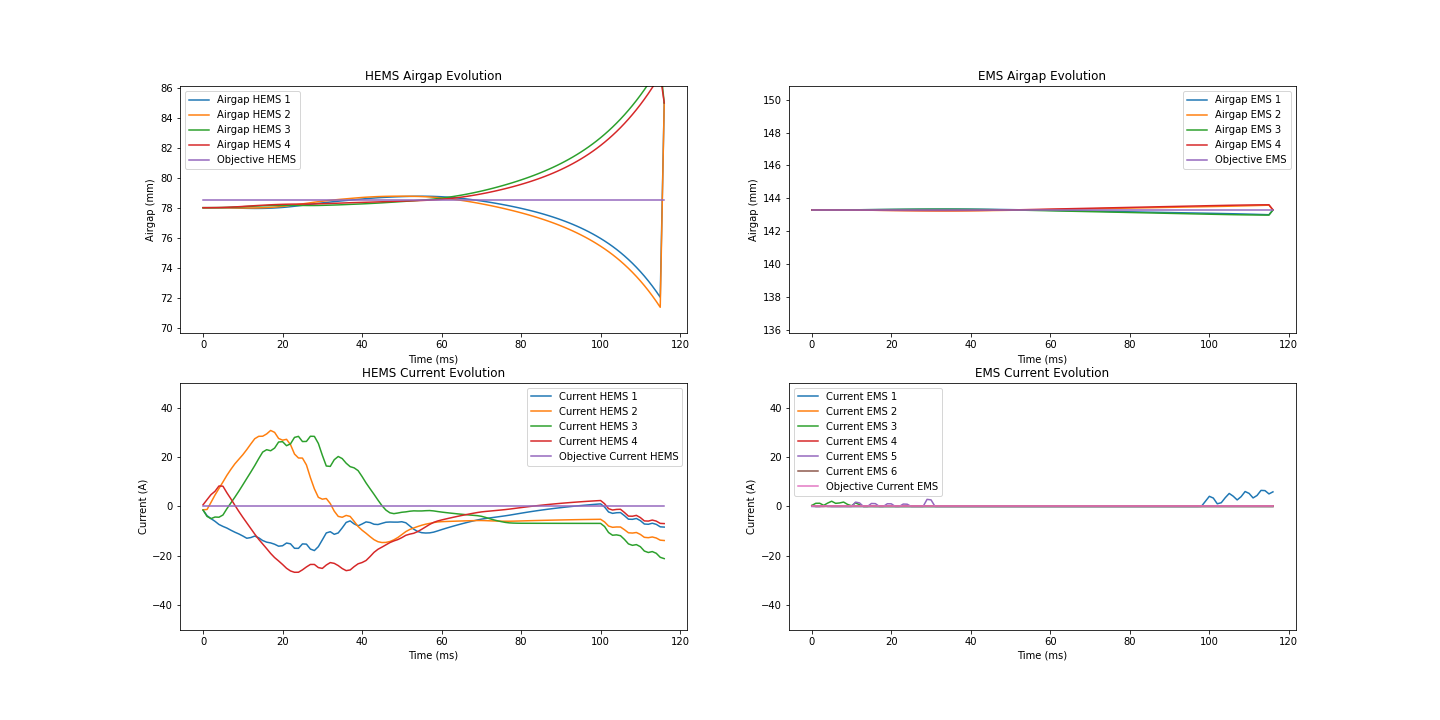 HEMS Airgap Evolution
86
84
82
80
78
76
74
72
70
Airgap (mm)
Airgap HEMS 1
Airgap HEMS 2
Airgap HEMS 3
Airgap HEMS 4
Objective HEMS
0 20 40 60 80 100 120
Time (ms)
EMS Airgap Evolution
150
148
146
144
142
140
138
136
Airgap (mm)
Airgap EMS 1
Airgap EMS 2
Airgap EMS 3
Airgap EMS 4
Objective EMS
0 20 40 60 80 100 120
Time (ms)
HEMS Current Evolution
40
20
0
−20
−40
Current (A)
Current HEMS 1
Current HEMS 2
Current HEMS 3
Current HEMS 4
Objective Current HEMS
0 20 40 60 80 100 120
Time (ms)
EMS Current Evolution
40
20
0
−20
−40
Current (A)
Current EMS 1
Current EMS 2
Current EMS 3
Current EMS 4
Current EMS 5
Current EMS 6
Objective Current EMS
0 20 40 60 80 100 120
Time (ms)